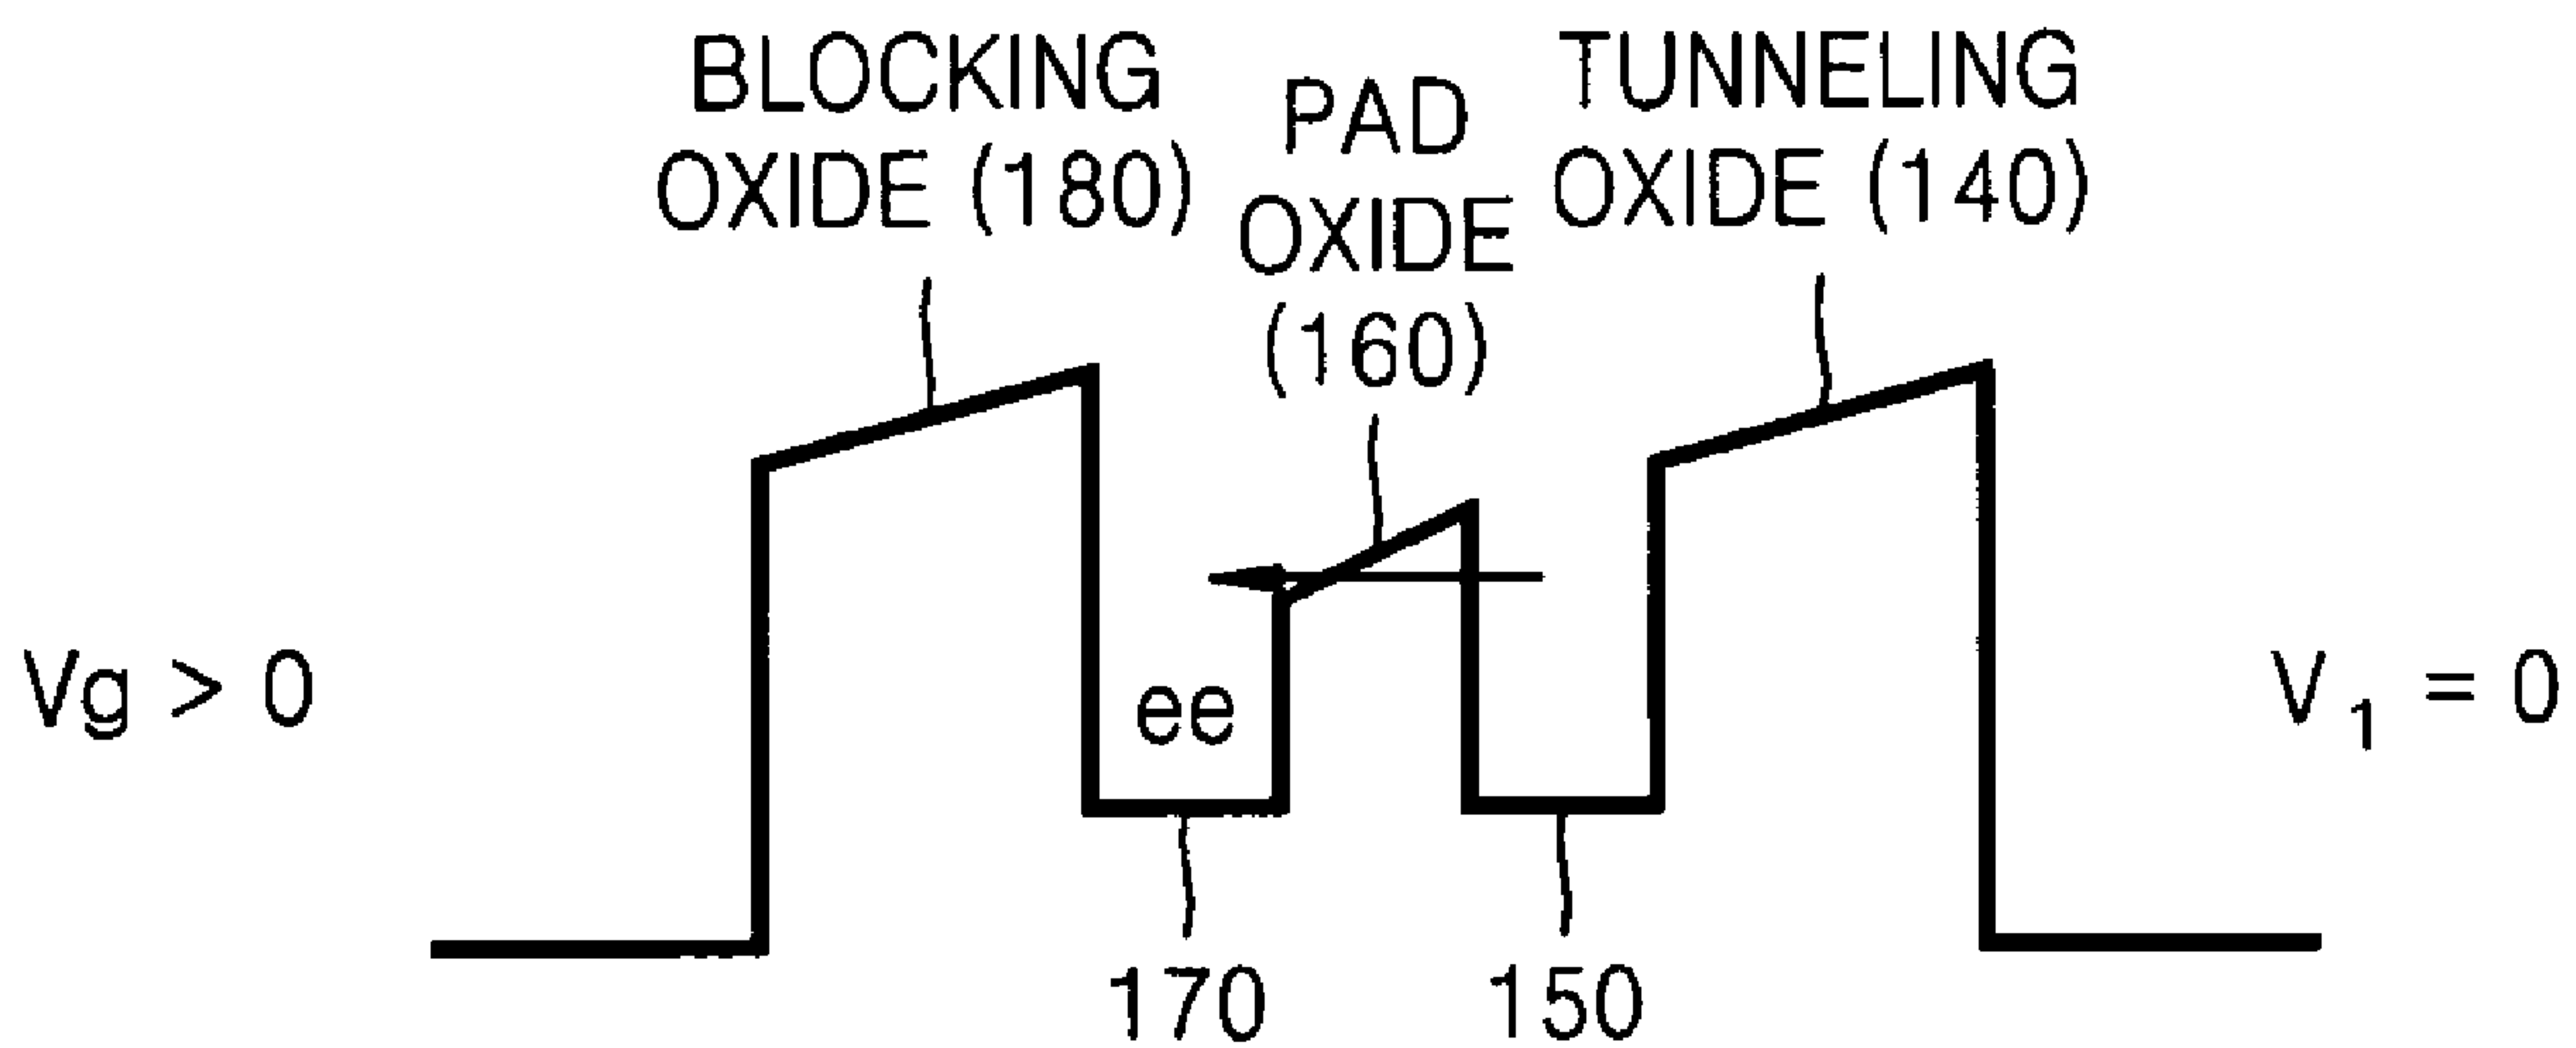 BLOCKING
OXIDE (180)
PAD
OXIDE
(160)
TUNNELING
OXIDE (140)
Vg > 0
ee
V1 = 0
170
150